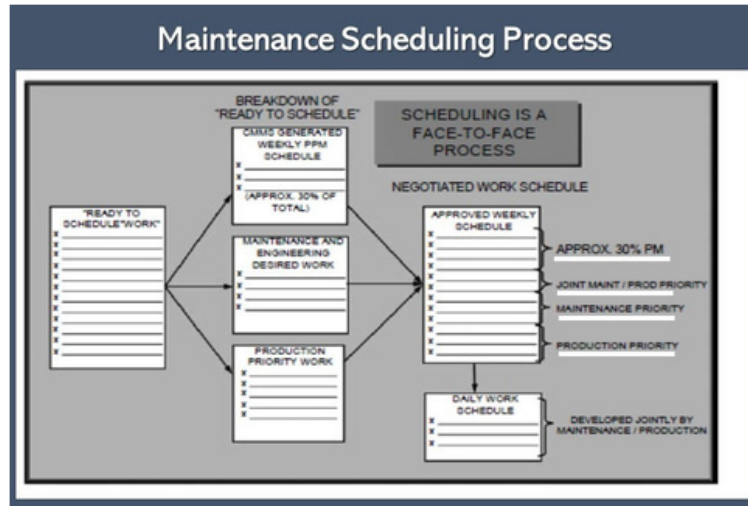 Maintenance Scheduling Process
BREAKDOWN OF
"READY TO SCHEDULE"
SCHEDULING IS A
FACE-TO-FACE
PROCESS
CMMS GENERATED
WEEKLY PPM
SCHEDULE
x
x
x
(APPROX. 30% OF
TOTAL)
NEGOTIATED WORK SCHEDULE
"READY TO
SCHEDULE"WORK"
x
x
x
x
x
x
x
x
x
x
x
x
MAINTENANCE AND
ENGINEERING
DESIRED WORK
x
x
x
x
PRODUCTION
PRIORITY WORK
x
x
x
x
x
APPROVED WEEKLY
SCHEDULE
x
x
x
x
x
x
x
x
x
x
x
x
APPROX. 30% PM
JOINT MAINT / PROD PRIORITY
MAINTENANCE PRIORITY
PRODUCTION PRIORITY
DAILY WORK
SCHEDULE
x
x
x
DEVELOPED JOINTLY BY
MAINTENANCE / PRODUCTION